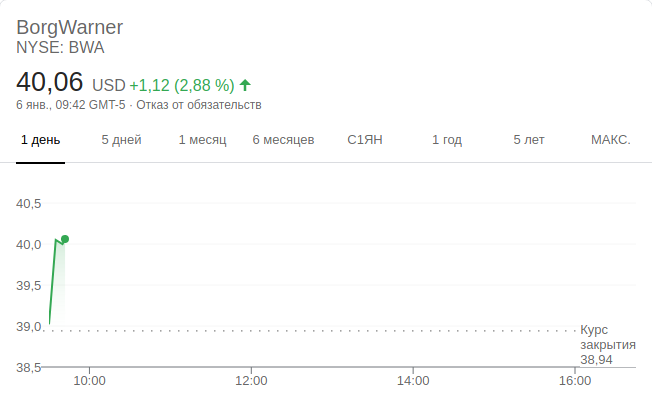 BorgWarner
NYSE: BWA
40,06 USD +1,12 (2,88 %)
6 янв., 09:42 GMT-5 · Отказ от обязательств
1 день 5 дней 1 месяц 6 месяцев С1ЯН 1 год 5 лет МАКС.
40,5
40,0
39,5
39,0
Курс
закрытия
38,94
38,5
10:00 12:00 14:00 16:00